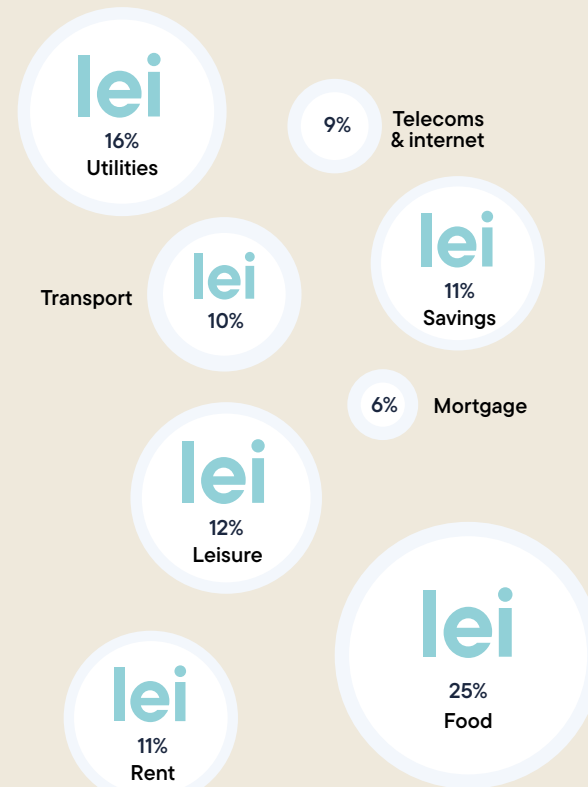 lei
16%
Utilities
9%
Telecoms
& internet
lei
11%
Savings
lei
Transport
10%
6%
Mortgage
lei
12%
Leisure
lei
25%
Food
lei
11%
Rent